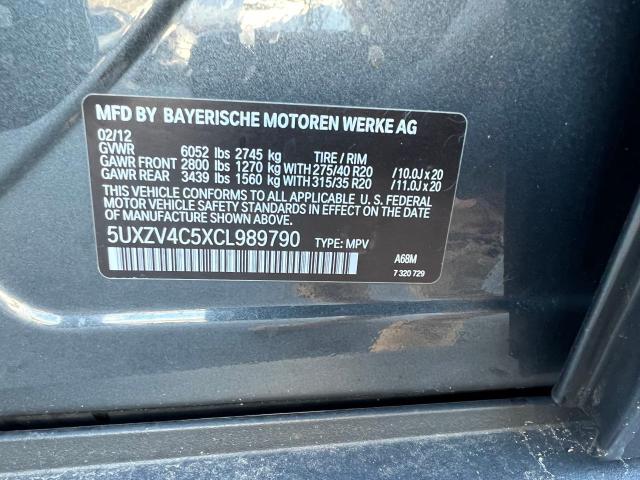 MFD BY BAYERISCHE MOTOREN WERKE AG
02/12
GVWR 6052 lbs 2745 kg TIRE / RIM
GAWR FRONT 2800 lbs 1270 kg WITH 275/40 R20 /10.0J x 20
GAWR REAR 3439 lbs 1560 kg WITH 315/35 R20 /11.0J x 20
THIS VEHICLE CONFORMS TO ALL APPLICABLE U. S. FEDERAL
MOTOR VEHICLE SAFETY STANDARDS
IN EFFECT ON THE DATE OF MANUFACTURE SHOWN ABOVE.
5UXZV4C5XCL989790 TYPE: MPV
A68M
7 320 729